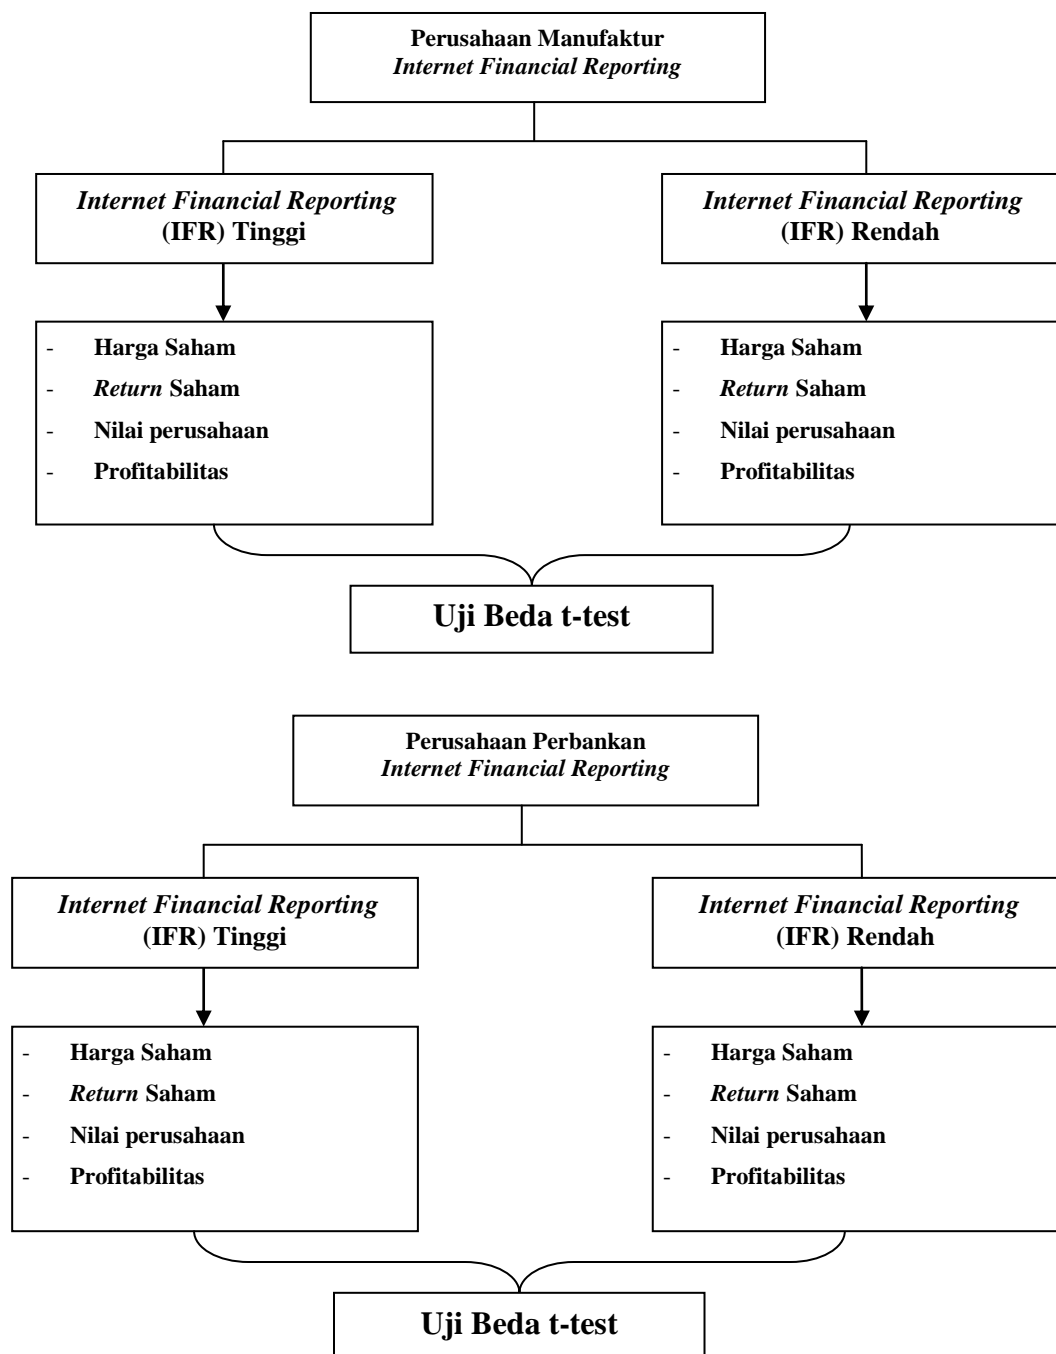 Perusahaan Manufaktur
Internet Financial Reporting
Internet Financial Reporting
(IFR) Tinggi
Internet Financial Reporting
(IFR) Rendah
- Harga Saham
- Return Saham
- Nilai perusahaan
- Profitabilitas
- Harga Saham
- Return Saham
- Nilai perusahaan
- Profitabilitas
Uji Beda t-test
Perusahaan Perbankan
Internet Financial Reporting
Internet Financial Reporting
(IFR) Tinggi
Internet Financial Reporting
(IFR) Rendah
- Harga Saham
- Return Saham
- Nilai perusahaan
- Profitabilitas
- Harga Saham
- Return Saham
- Nilai perusahaan
- Profitabilitas
Uji Beda t-test